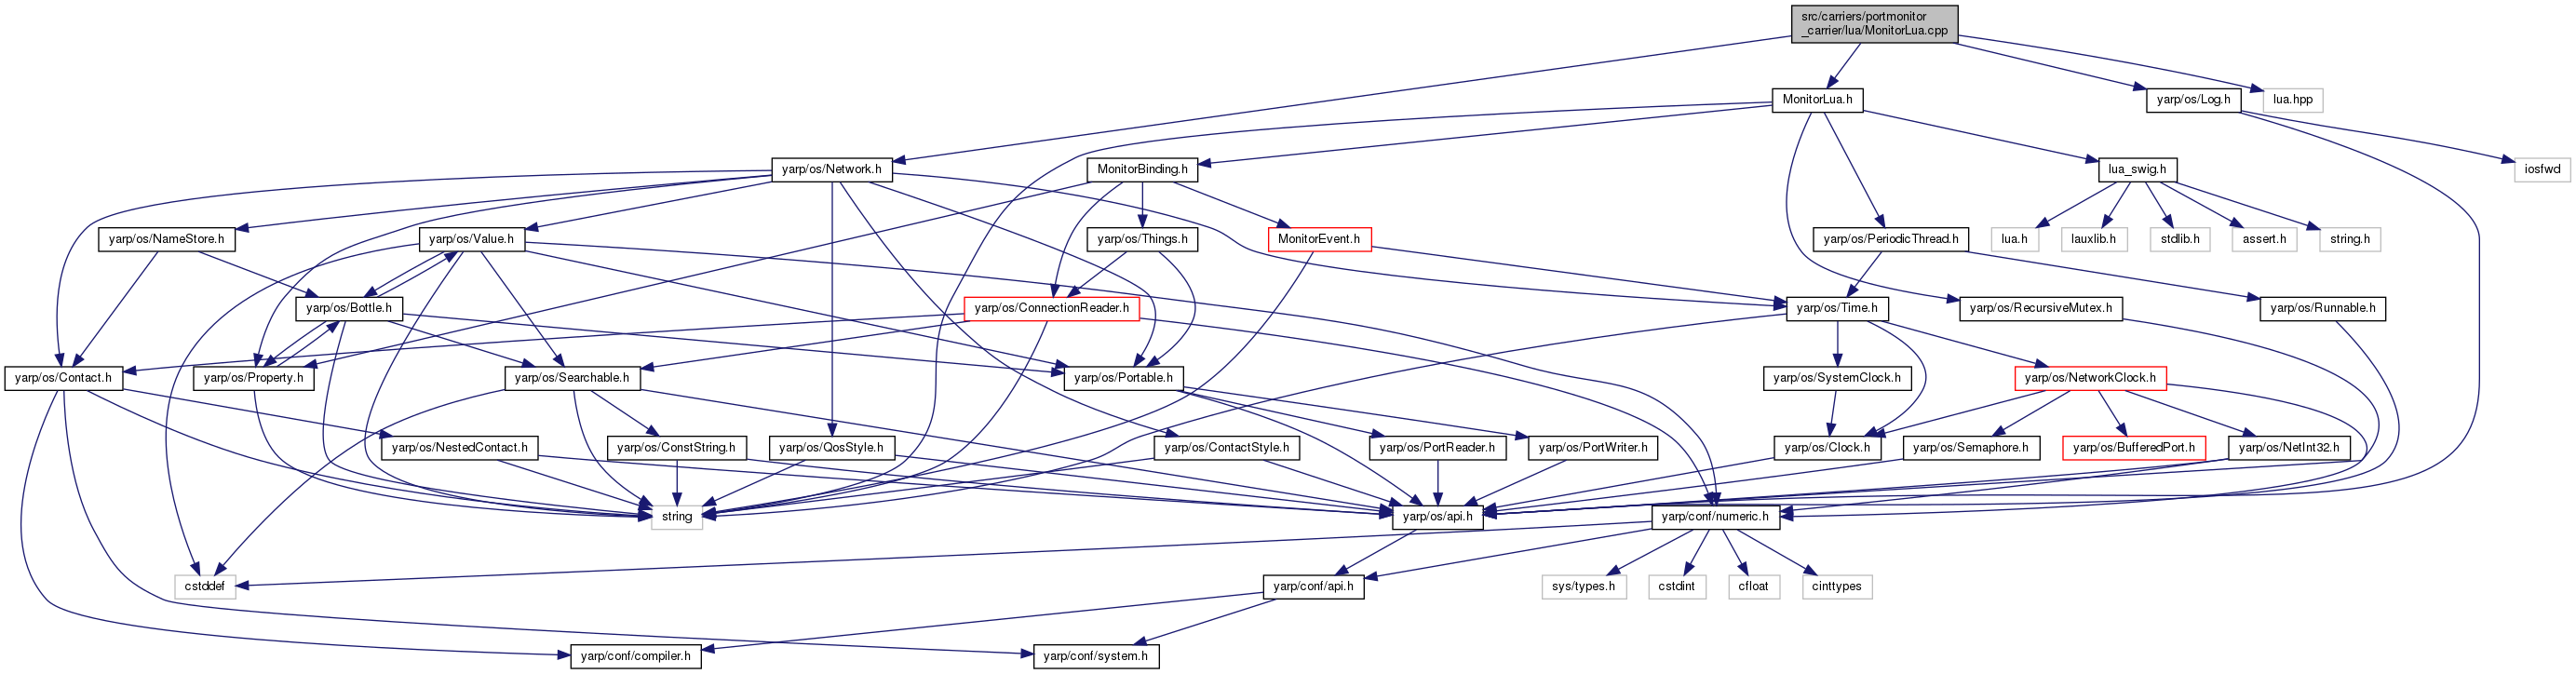 src/carriers/portmonitor
_carrier/lua/MonitorLua.cpp
MonitorLua.h
yarp/os/Log.h
lua.hpp
yarp/os/Network.h
MonitorBinding.h
lua_swig.h
iosfwd
yarp/os/NameStore.h
yarp/os/Value.h
yarp/os/Things.h
MonitorEvent.h
yarp/os/PeriodicThread.h
lua.h
lauxlib.h
stdlib.h
assert.h
string.h
yarp/os/Bottle.h
yarp/os/ConnectionReader.h
yarp/os/Time.h
yarp/os/RecursiveMutex.h
yarp/os/Runnable.h
yarp/os/Contact.h
yarp/os/Property.h
yarp/os/Searchable.h
yarp/os/Portable.h
yarp/os/SystemClock.h
yarp/os/NetworkClock.h
yarp/os/NestedContact.h
yarp/os/ConstString.h
yarp/os/QosStyle.h
yarp/os/ContactStyle.h
yarp/os/PortReader.h
yarp/os/PortWriter.h
yarp/os/Clock.h
yarp/os/Semaphore.h
yarp/os/BufferedPort.h
yarp/os/NetInt32.h
string
yarp/os/api.h
yarp/conf/numeric.h
cstddef
yarp/conf/api.h
sys/types.h
cstdint
cfloat
cinttypes
yarp/conf/compiler.h
yarp/conf/system.h